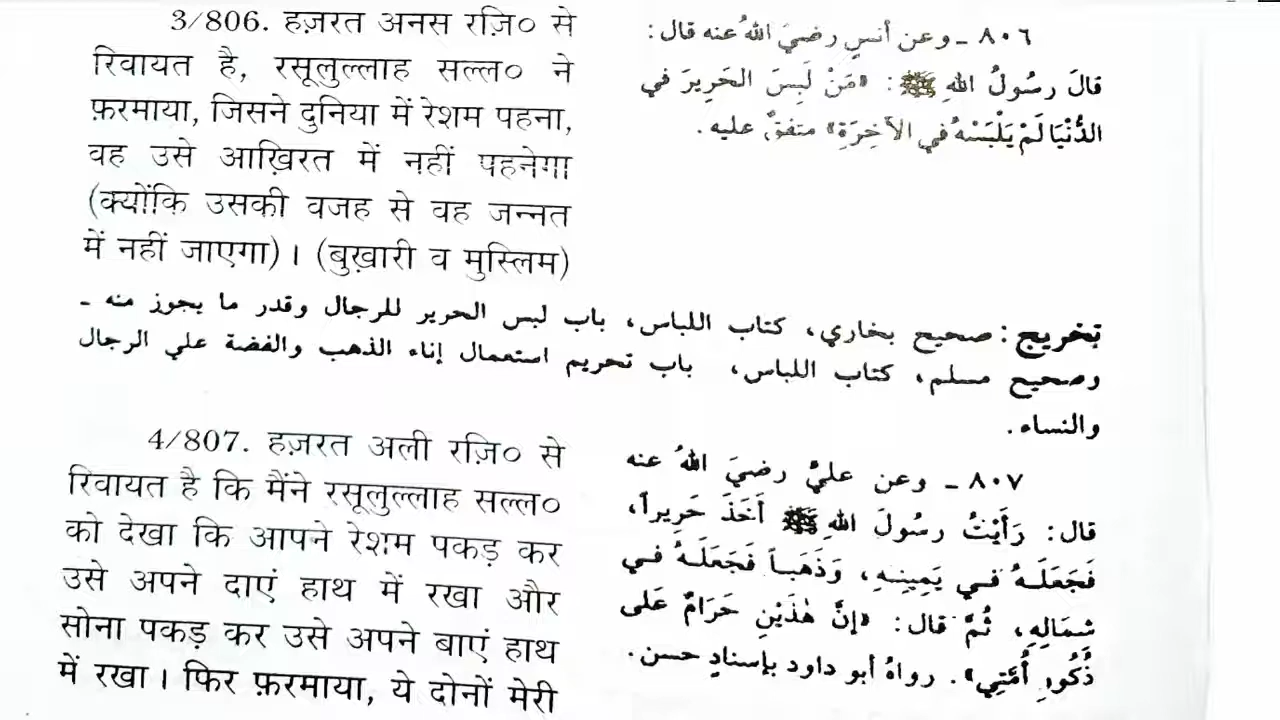 3/806. हज़रत अनस रज़ि० से
रिवायत है, रसूलुल्लाह सल्ल० ने
फ़रमाया, जिसने दुनिया में रेशम पहना,
वह उसे आख़िरत में नहीं पहनेगा
(क्योंकि उसकी वजह से वह जन्नत
में नहीं जाएगा)। (बुख़ारी व मुस्लिम)
٨٠٦ ـ وعن أنسٍ رضيَ اللهُ عنه قال:
قالَ رسُولُ اللهِ ﷺ: «مَنْ لَبِسَ الحَرِيرَ في
الدُّنْيَا لَمْ يَلْبَسْهُ في الآخِرَةِ» متفقٌ عليه.
تخريج: صحيح بخاري، كتاب اللباس، باب لبس الحرير للرجال وقدر ما يجوز منه ـ
وصحيح مسلم، كتاب اللباس، باب تحريم استعمال إناء الذهب والفضة علي الرجال
والنساء.
4/807. हज़रत अली रज़ि० से
रिवायत है कि मैंने रसूलुल्लाह सल्ल०
को देखा कि आपने रेशम पकड़ कर
उसे अपने दाएं हाथ में रखा और
सोना पकड़ कर उसे अपने बाएं हाथ
में रखा। फिर फ़रमाया, ये दोनों मेरी
٨٠٧ ـ وعن عليٍّ رضيَ اللهُ عنه
قال: رَأَيْتُ رسُولَ اللهِ ﷺ أَخَذَ حَرِيراً،
فَجَعَلَهُ في يَمِينِهِ، وَذَهَباً فَجَعَلَهُ في
شِمَالِهِ، ثُمَّ قال: «إنَّ هٰذَيْنِ حَرَامٌ عَلى
ذُكُورِ أُمَّتِي». رواهُ أبو داود بإسنادٍ حسن.